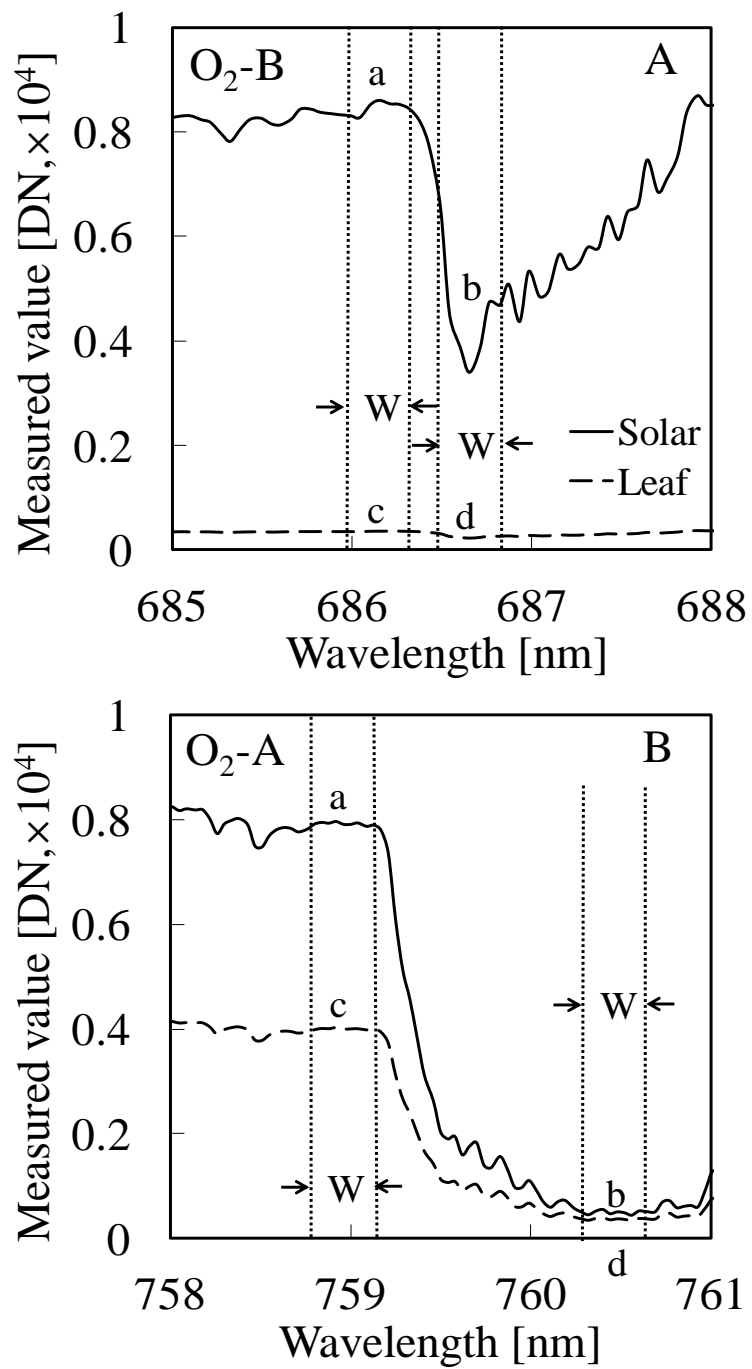 Measured value [DN,×10⁴]
1
0.8
0.6
0.4
0.2
0
O₂-B
a
A
b
W
W
Solar
Leaf
c
d
685
686
687
688
Wavelength [nm]
Measured value [DN,×10⁴]
1
0.8
0.6
0.4
0.2
0
O₂-A
B
a
c
W
W
b
d
758
759
760
761
Wavelength [nm]